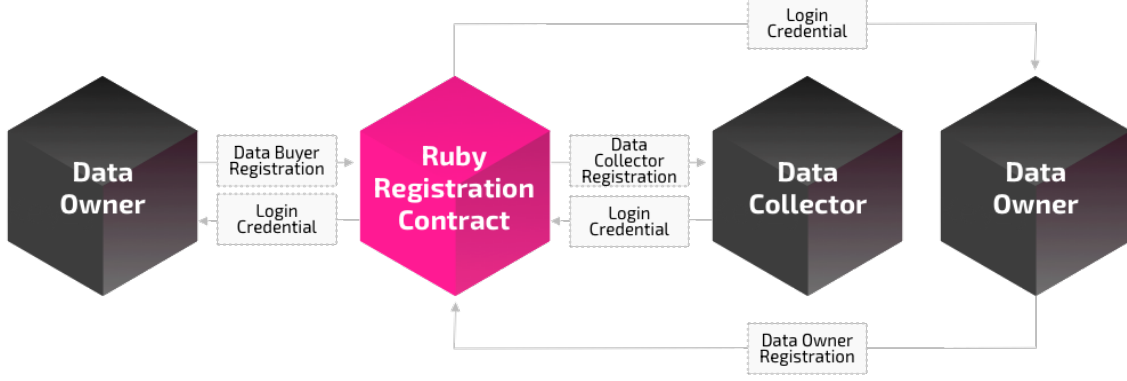 Login
Credential
Data
Owner
Data Buyer
Registration
Login
Credential
Ruby
Registration
Contract
Data
Collector
Registration
Login
Credential
Data
Collector
Data
Owner
Data Owner
Registration